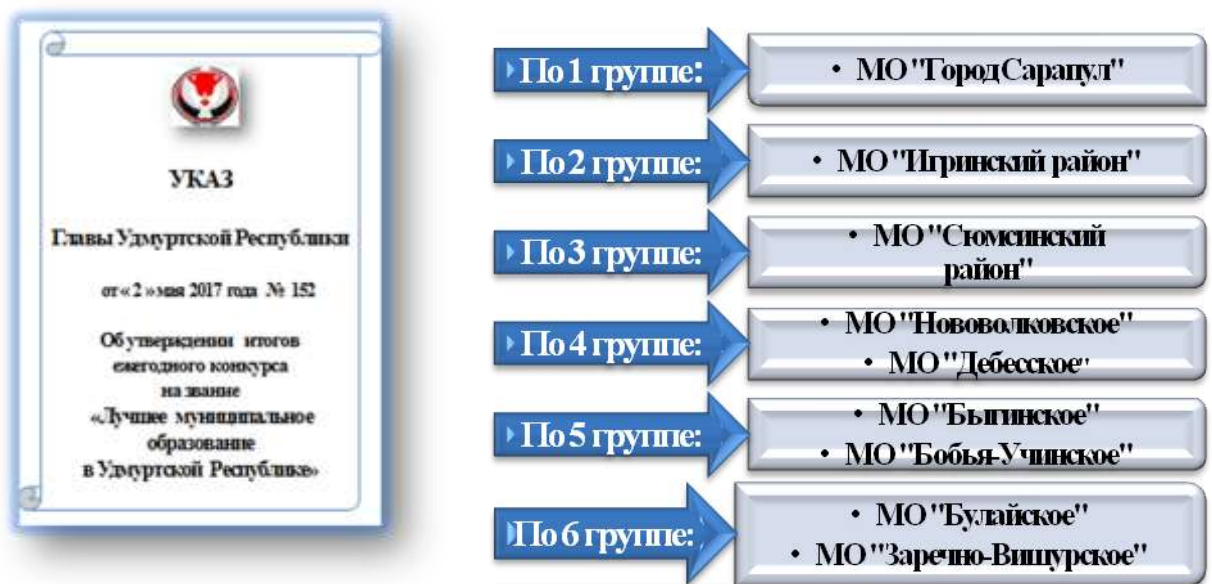 УКАЗ
Главы Удмуртской Республики
от « 2 » мая 2017 года № 152
Об утверждении итогов
ежегодного конкурса
на звание
«Лучшее муниципальное
образование
в Удмуртской Республике»
По 1 группе:
• МО "Город Сарапул"
По 2 группе:
• МО "Игринский район"
По 3 группе:
• МО "Сюмсинский
район"
По 4 группе:
• МО "Нововолковское"
• МО "Дебесское"
По 5 группе:
• МО "Быгинское"
• МО "Бобья-Учинское"
По 6 группе:
• МО "Булайское"
• МО "Заречно-Вишурское"